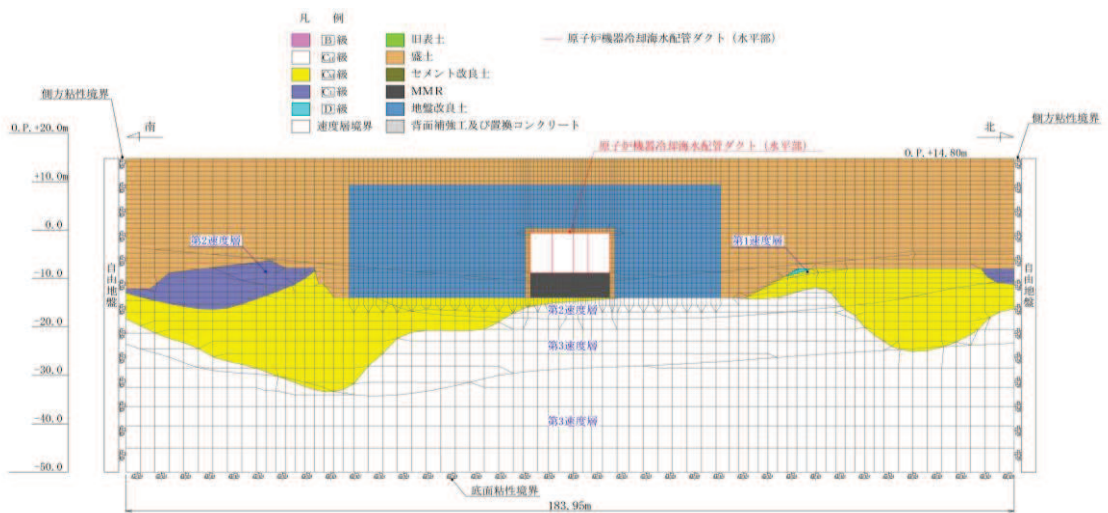 凡 例
B級
CH級
CM級
CL級
D級
速度層境界
旧表土
盛土
セメント改良土
MMR
地盤改良土
背面補強工及び置換コンクリート
原子炉機器冷却海水配管ダクト（水平部）
側方粘性境界
側方粘性境界
O.P.+20.0m
南
北
原子炉機器冷却海水配管ダクト（水平部）
O.P.+14.80m
+10.0m
0.0
第2速度層
第1速度層
-10.0
自由地盤
自由地盤
第2速度層
-20.0
第3速度層
-30.0
-40.0
第3速度層
-50.0
底面粘性境界
183.95m